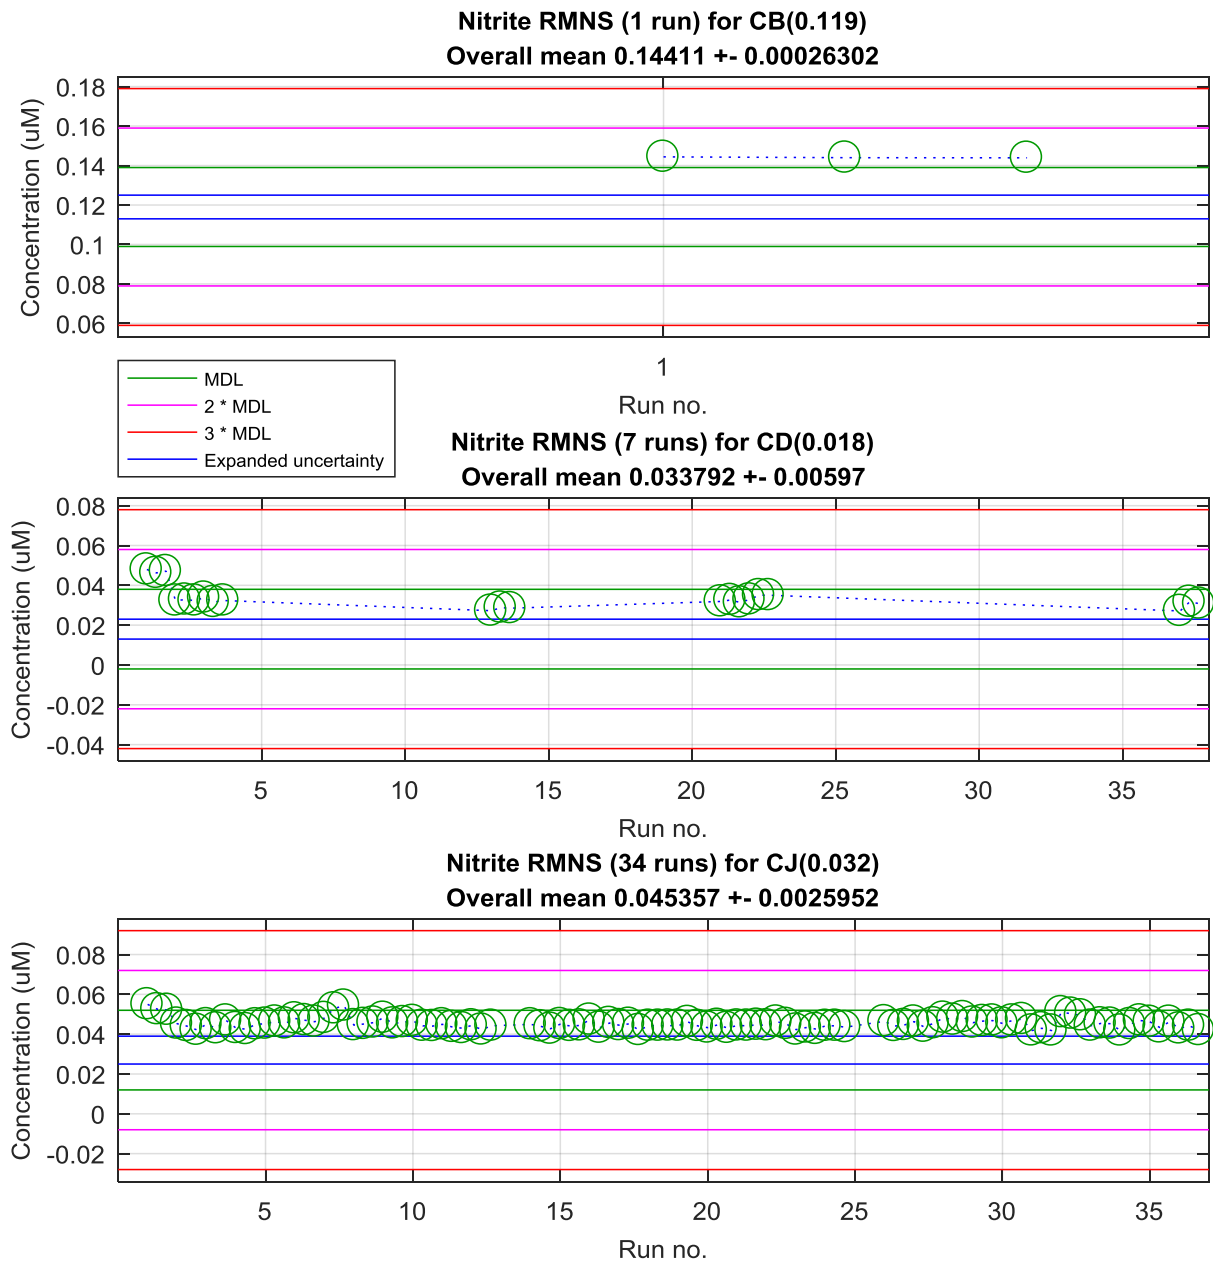 Nitrite RMNS (1 run) for CB(0.119)
Overall mean 0.14411 +- 0.00026302
Concentration (uM)
0.18
0.16
0.14
0.12
0.1
0.08
0.06
1
Run no.
MDL
2 * MDL
3 * MDL
Expanded uncertainty
Nitrite RMNS (7 runs) for CD(0.018)
Overall mean 0.033792 +- 0.00597
Concentration (uM)
0.08
0.06
0.04
0.02
0
-0.02
-0.04
5 10 15 20 25 30 35
Run no.
Nitrite RMNS (34 runs) for CJ(0.032)
Overall mean 0.045357 +- 0.0025952
Concentration (uM)
0.08
0.06
0.04
0.02
0
-0.02
5 10 15 20 25 30 35
Run no.